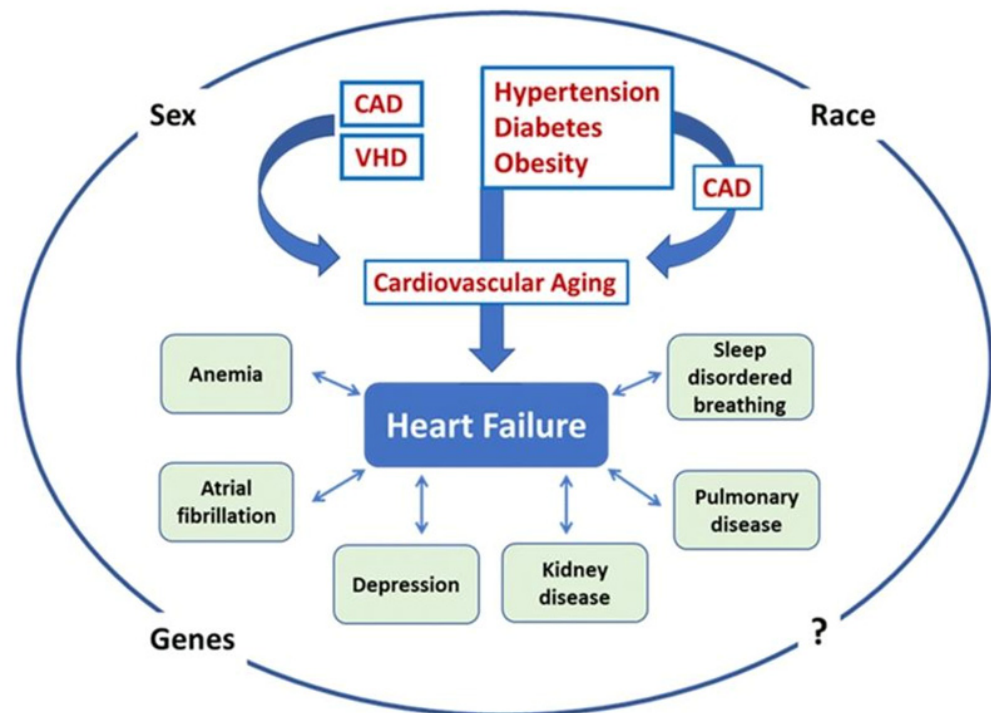 Sex
CAD
VHD
Hypertension
Diabetes
Obesity
Race
CAD
Cardiovascular Aging
Anemia
Heart Failure
Sleep
disordered
breathing
Atrial
fibrillation
Depression
Kidney
disease
Pulmonary
disease
Genes
?